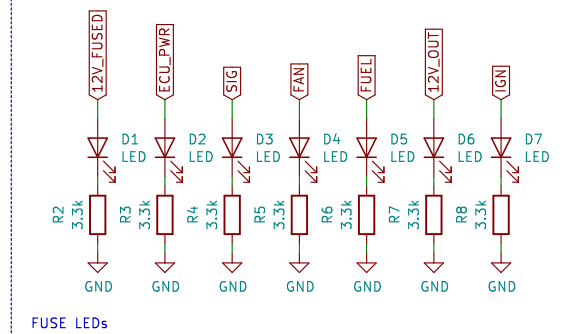 12V_FUSED
ECU_PWR
SIG
FAN
FUEL
12V_OUT
IGN
D1
LED
D2
LED
D3
LED
D4
LED
D5
LED
D6
LED
D7
LED
R2
3.3k
R3
3.3k
R4
3.3k
R5
3.3k
R6
3.3k
R7
3.3k
R8
3.3k
GND
GND
GND
GND
GND
GND
GND
FUSE LEDs